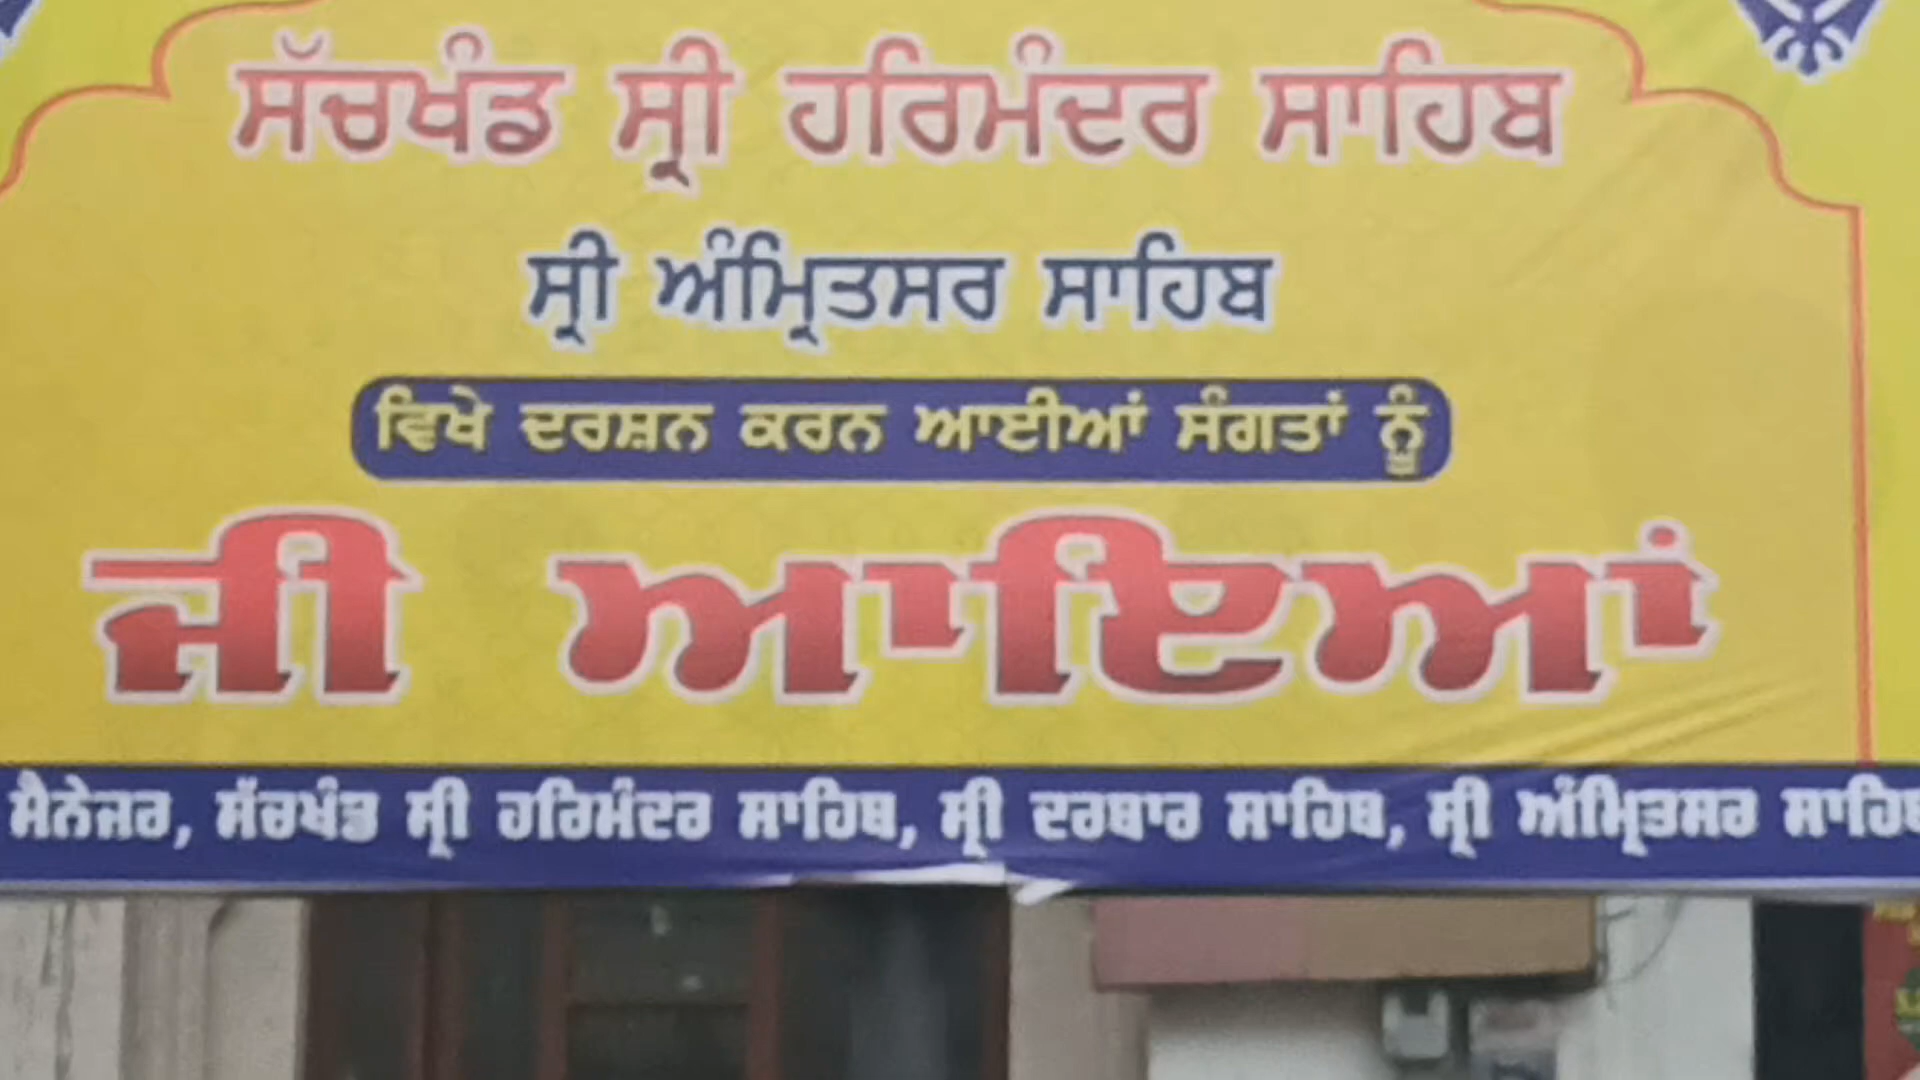 ਸੱਚਖੰਡ ਸ੍ਰੀ ਹਰਿਮੰਦਰ ਸਾਹਿਬ
ਸ੍ਰੀ ਅੰਮ੍ਰਿਤਸਰ ਸਾਹਿਬ
ਵਿਖੇ ਦਰਸ਼ਨ ਕਰਨ ਆਈਆਂ ਸੰਗਤਾਂ ਨੂੰ
ਜੀ ਆਇਆਂ
ਮੈਨੇਜਰ, ਸੱਚਖੰਡ ਸ੍ਰੀ ਹਰਿਮੰਦਰ ਸਾਹਿਬ, ਸ੍ਰੀ ਦਰਬਾਰ ਸਾਹਿਬ, ਸ੍ਰੀ ਅੰਮ੍ਰਿਤਸਰ ਸਾਹਿਬ